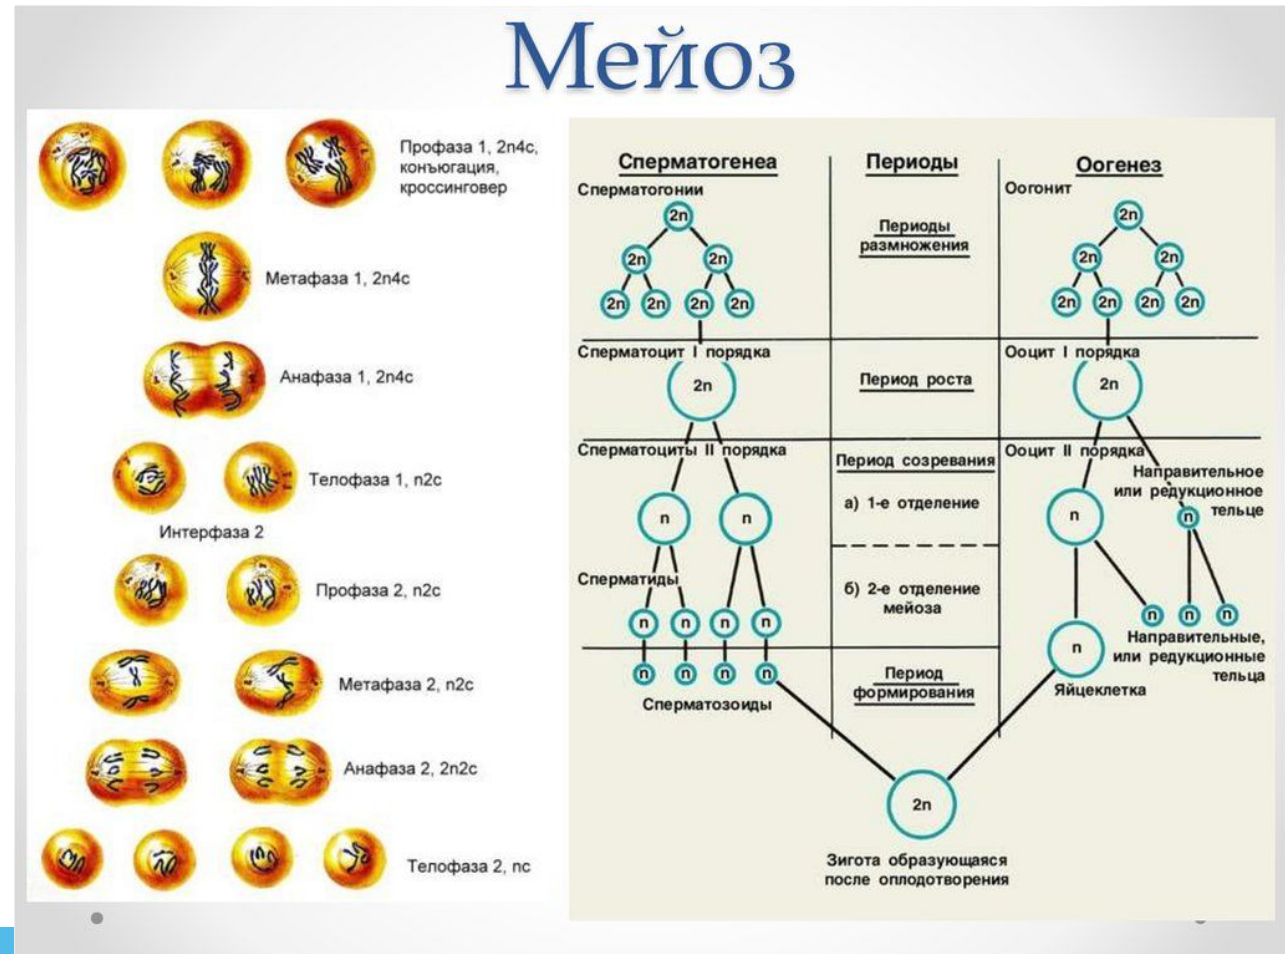 Мейоз
Профаза 1, 2n4c,
конъюгация,
кроссинговер
Метафаза 1, 2n4c
Анафаза 1, 2n4c
Телофаза 1, n2c
Интерфаза 2
Профаза 2, n2c
Метафаза 2, n2c
Анафаза 2, 2n2c
Телофаза 2, nc
Сперматогенеа
Периоды
Оогенез
Сперматогонии
Оогонит
2n
2n
2n
2n
2n
2n
2n
Периоды
размножения
2n
2n
2n
2n
2n
2n
2n
Сперматоцит I порядка
Ооцит I порядка
2n
Период роста
2n
Сперматоциты II порядка
Период созревания
Ооцит II порядка
Направительное
или редукционное
тельце
а) 1-е отделение
n
n
n
n
Сперматиды
б) 2-е отделение
мейоза
n
n
n
n
n
n
n
Направительные,
или редукционные
тельца
n
Яйцеклетка
n
n
n
n
Сперматозоиды
Период
формирования
2n
Зигота образующаяся
после оплодотворения